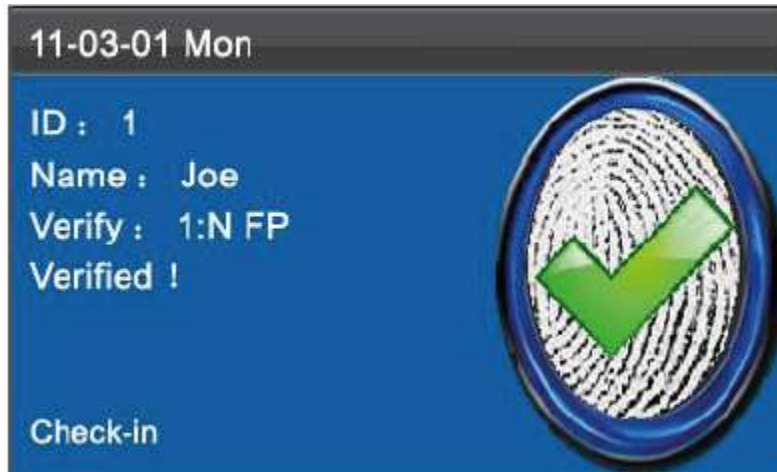 11-03-01 Mon
ID： 1
Name： Joe
Verify： 1:N FP
Verified！
Check-in